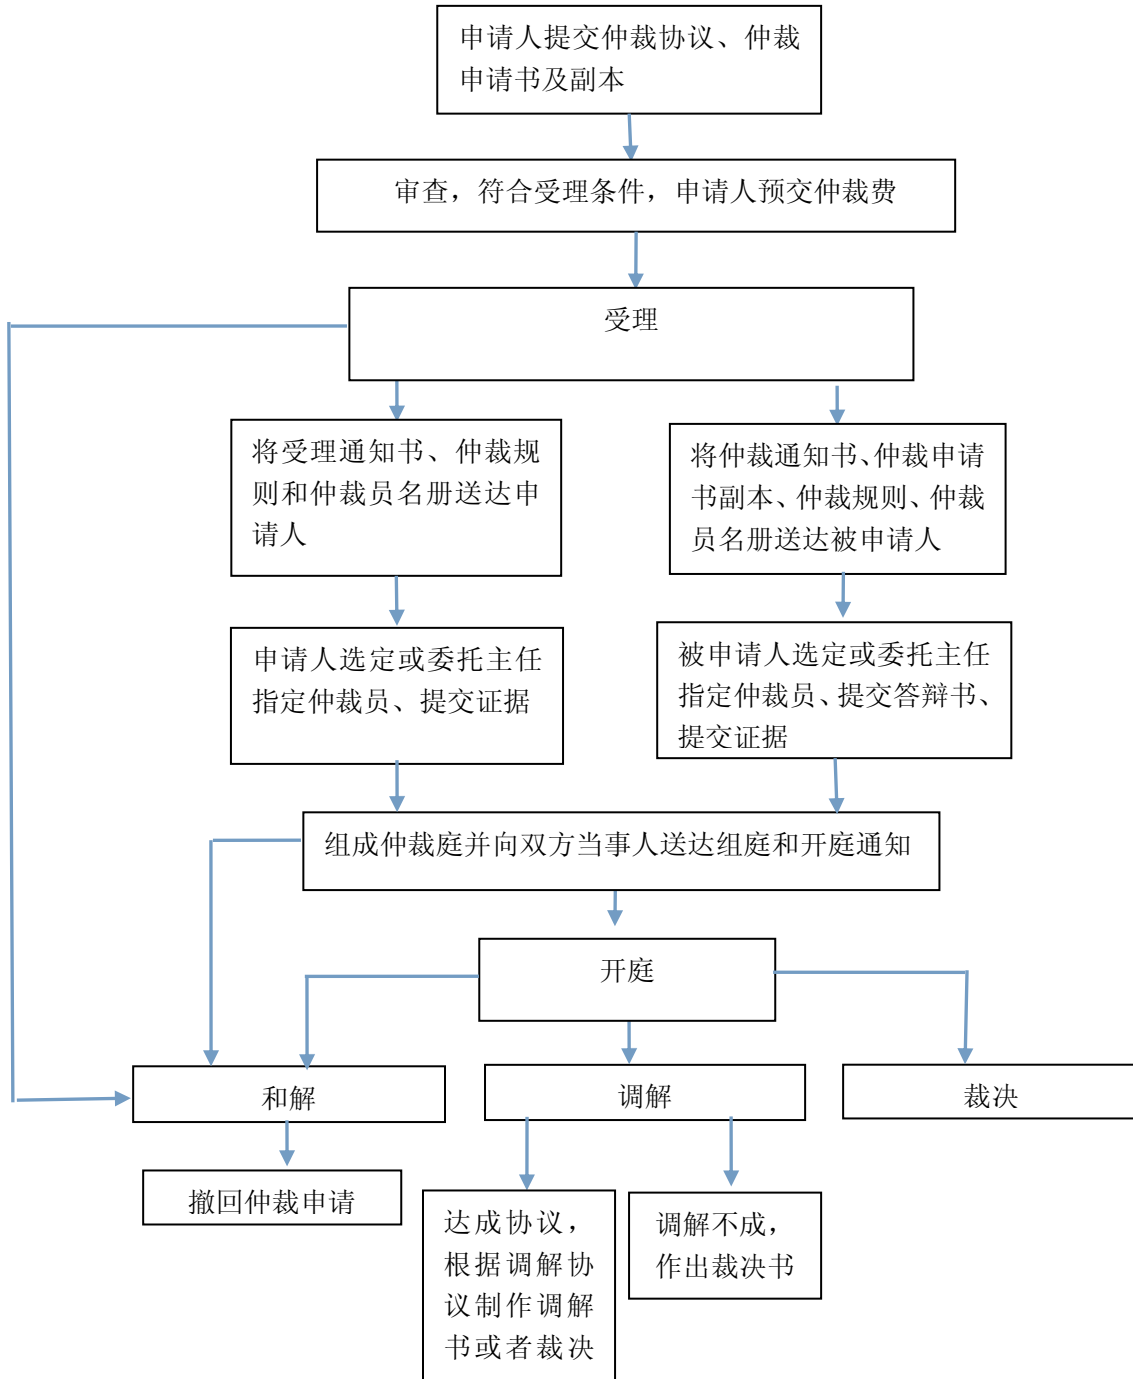 申请人提交仲裁协议、仲裁
申请书及副本
审查，符合受理条件，申请人预交仲裁费
受理
将受理通知书、仲裁规
则和仲裁员名册送达申
请人
将仲裁通知书、仲裁申请
书副本、仲裁规则、仲裁
员名册送达被申请人
申请人选定或委托主任
指定仲裁员、提交证据
被申请人选定或委托主任
指定仲裁员、提交答辩书、
提交证据
组成仲裁庭并向双方当事人送达组庭和开庭通知
开庭
和解
调解
裁决
撤回仲裁申请
达成协议，
根据调解协
议制作调解
书或者裁决
调解不成，
作出裁决书